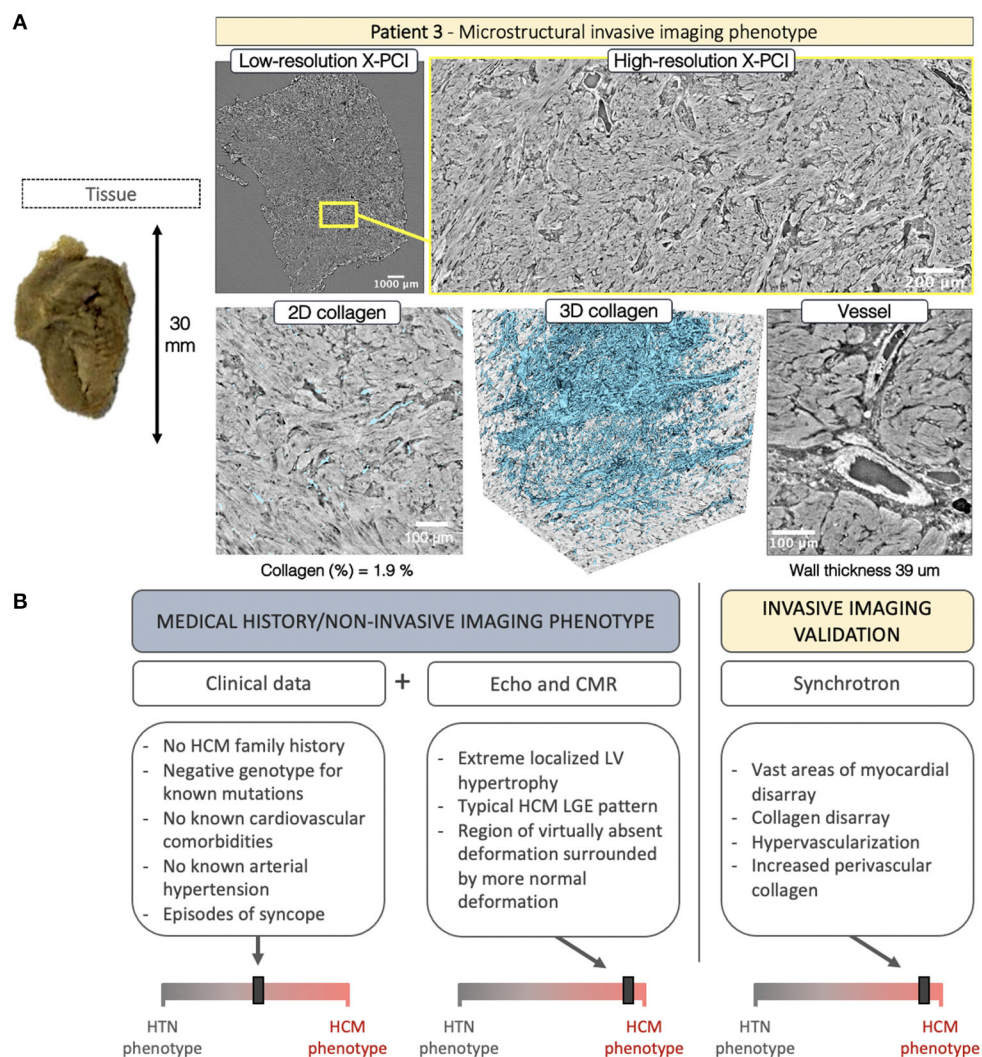 A
Patient 3 - Microstructural invasive imaging phenotype
Low-resolution X-PCI
High-resolution X-PCI
Tissue
30
mm
1000 µm
200 µm
2D collagen
3D collagen
Vessel
100 µm
100 µm
Collagen (%) = 1.9 %
Wall thickness 39 um
B
MEDICAL HISTORY/NON-INVASIVE IMAGING PHENOTYPE
INVASIVE IMAGING
VALIDATION
Clinical data
+
Echo and CMR
Synchrotron
- No HCM family history
- Negative genotype for
known mutations
- No known cardiovascular
comorbidities
- No known arterial
hypertension
- Episodes of syncope
- Extreme localized LV
hypertrophy
- Typical HCM LGE pattern
- Region of virtually absent
deformation surrounded
by more normal
deformation
- Vast areas of myocardial
disarray
- Collagen disarray
- Hypervascularization
- Increased perivascular
collagen
HTN
phenotype
HCM
phenotype
HTN
phenotype
HCM
phenotype
HTN
phenotype
HCM
phenotype